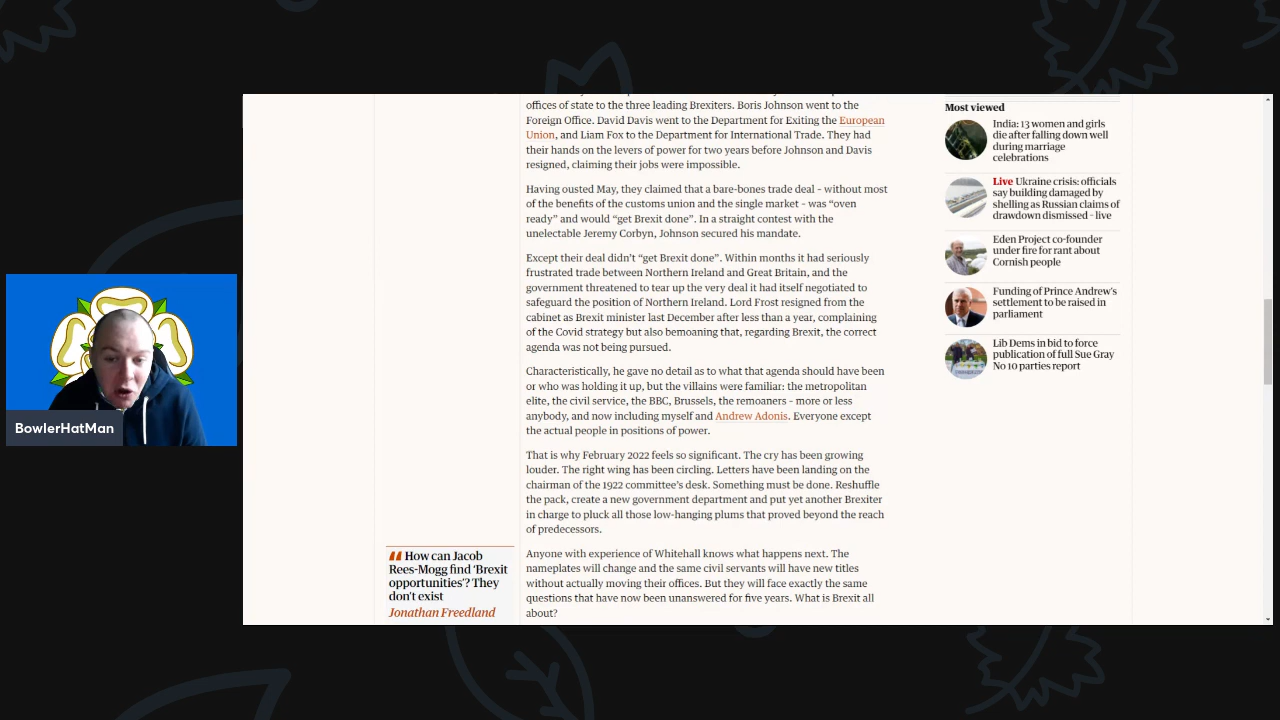 offices of state to the three leading Brexiters. Boris Johnson went to the
Foreign Office. David Davis went to the Department for Exiting the European
Union, and Liam Fox to the Department for International Trade. They had
their hands on the levers of power for two years before Johnson and Davis
resigned, claiming their jobs were impossible.
Having ousted May, they claimed that a bare-bones trade deal – without most
of the benefits of the customs union and the single market – was “oven
ready” and would “get Brexit done”. In a straight contest with the
unelectable Jeremy Corbyn, Johnson secured his mandate.
Except their deal didn’t “get Brexit done”. Within months it had seriously
frustrated trade between Northern Ireland and Great Britain, and the
government threatened to tear up the very deal it had itself negotiated to
safeguard the position of Northern Ireland. Lord Frost resigned from the
cabinet as Brexit minister last December after less than a year, complaining
of the Covid strategy but also bemoaning that, regarding Brexit, the correct
agenda was not being pursued.
Characteristically, he gave no detail as to what that agenda should have been
or who was holding it up, but the villains were familiar: the metropolitan
elite, the civil service, the BBC, Brussels, the remoaners – more or less
anybody, and now including myself and Andrew Adonis. Everyone except
the actual people in positions of power.
That is why February 2022 feels so significant. The cry has been growing
louder. The right wing has been circling. Letters have been landing on the
chairman of the 1922 committee’s desk. Something must be done. Reshuffle
the pack, create a new government department and put yet another Brexiter
in charge to pluck all those low-hanging plums that proved beyond the reach
of predecessors.
Anyone with experience of Whitehall knows what happens next. The
nameplates will change and the same civil servants will have new titles
without actually moving their offices. But they will face exactly the same
questions that have now been unanswered for five years. What is Brexit all
about?
How can Jacob
Rees-Mogg find ‘Brexit
opportunities’? They
don’t exist
Jonathan Freedland
Most viewed
India: 13 women and girls
die after falling down well
during marriage
celebrations
Live Ukraine crisis: officials
say building damaged by
shelling as Russian claims of
drawdown dismissed – live
Eden Project co-founder
under fire for rant about
Cornish people
Funding of Prince Andrew’s
settlement to be raised in
parliament
Lib Dems in bid to force
publication of full Sue Gray
No 10 parties report
BowlerHatMan